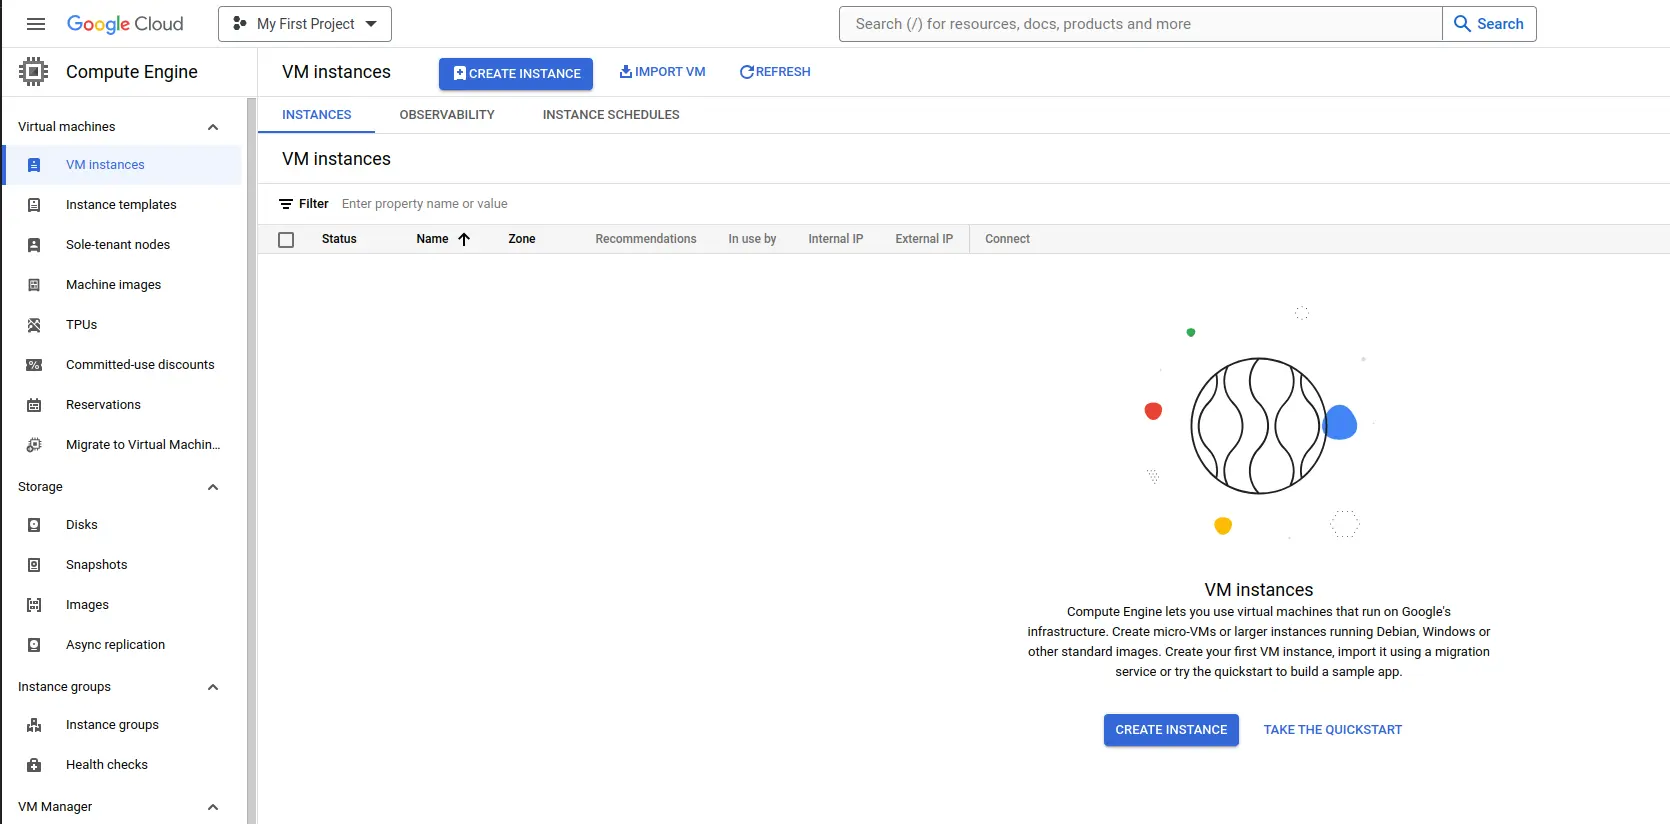 Google Cloud
My First Project
Search (/) for resources, docs, products and more
Search
Compute Engine
VM instances
CREATE INSTANCE
IMPORT VM
REFRESH
Virtual machines
VM instances
Instance templates
Sole-tenant nodes
Machine images
TPUs
Committed-use discounts
Reservations
Migrate to Virtual Machin...
Storage
Disks
Snapshots
Images
Async replication
Instance groups
Instance groups
Health checks
VM Manager
INSTANCES
OBSERVABILITY
INSTANCE SCHEDULES
VM instances
Filter
Enter property name or value
Status
Name
Zone
Recommendations
In use by
Internal IP
External IP
Connect
VM instances
Compute Engine lets you use virtual machines that run on Google's
infrastructure. Create micro-VMs or larger instances running Debian, Windows or
other standard images. Create your first VM instance, import it using a migration
service or try the quickstart to build a sample app.
CREATE INSTANCE
TAKE THE QUICKSTART